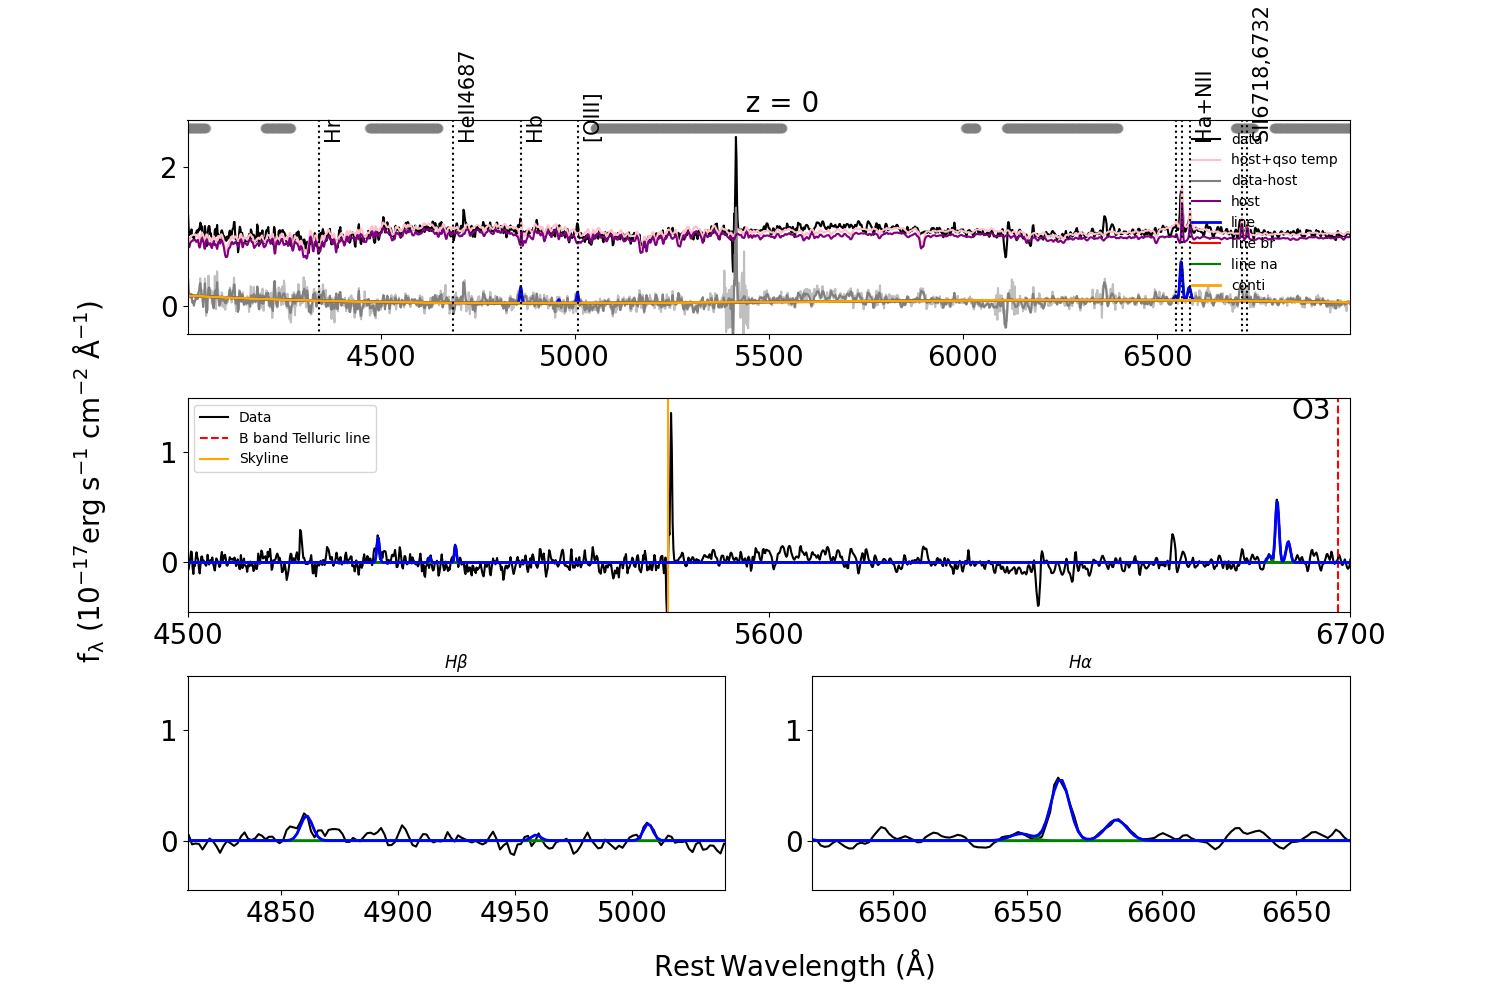 z = 0
Hr
HeII4687
Hb
[OIII]
Ha+NII
SII6718,6732
data
host+qso temp
data-host
host
line
line br
line na
conti
2
0
4500 5000 5500 6000 6500
Data
B band Telluric line
Skyline
O3
1
0
4500 5600 6700
fλ (10−17erg s−1 cm−2 Å−1)
Hβ
1
0
4850 4900 4950 5000
Hα
1
0
6500 6550 6600 6650
Rest Wavelength (Å)